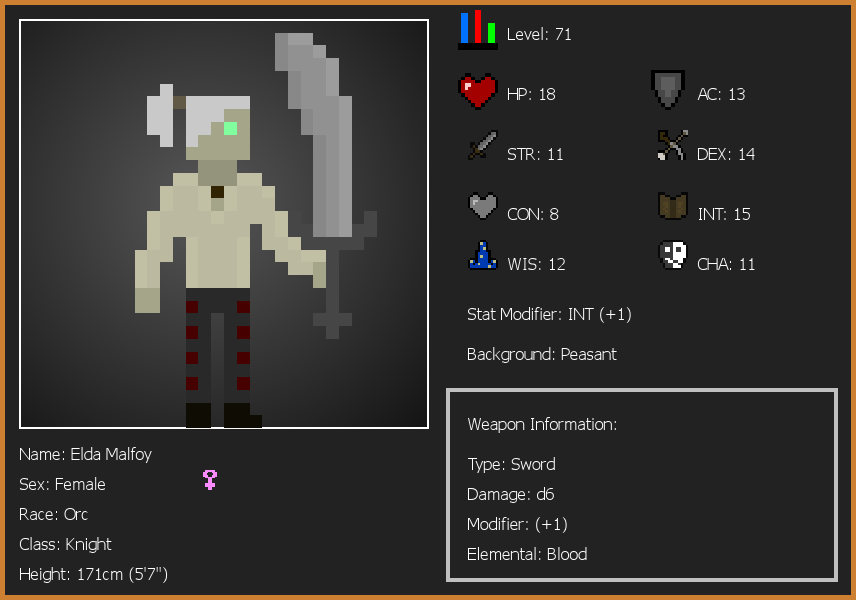 Level: 71
HP: 18
AC: 13
STR: 11
DEX: 14
CON: 8
INT: 15
WIS: 12
CHA: 11
Stat Modifier: INT (+1)
Background: Peasant
Weapon Information:
Type: Sword
Damage: d6
Modifier: (+1)
Elemental: Blood
Name: Elda Malfoy
Sex: Female
Race: Orc
Class: Knight
Height: 171cm (5'7")